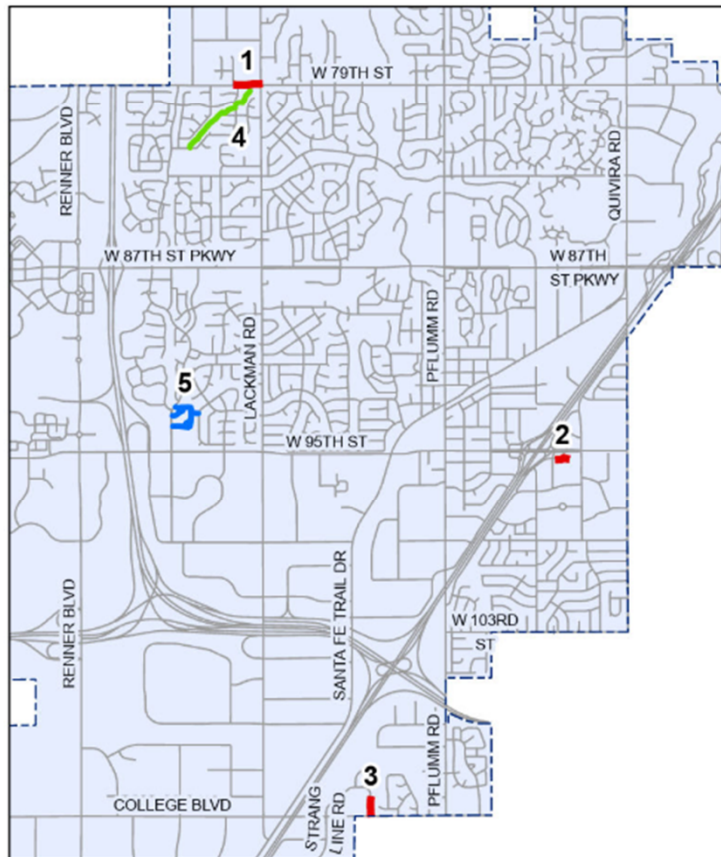 1
W 79TH ST
4
RENNER BLVD
QUIVIRA RD
W 87TH ST PKWY
W 87TH
ST PKWY
LACKMAN RD
PFLUMM RD
5
W 95TH ST
2
RENNER BLVD
SANTA FE TRAIL DR
W 103RD
ST
PFLUMM RD
3
COLLEGE BLVD
STRANG
LINE RD